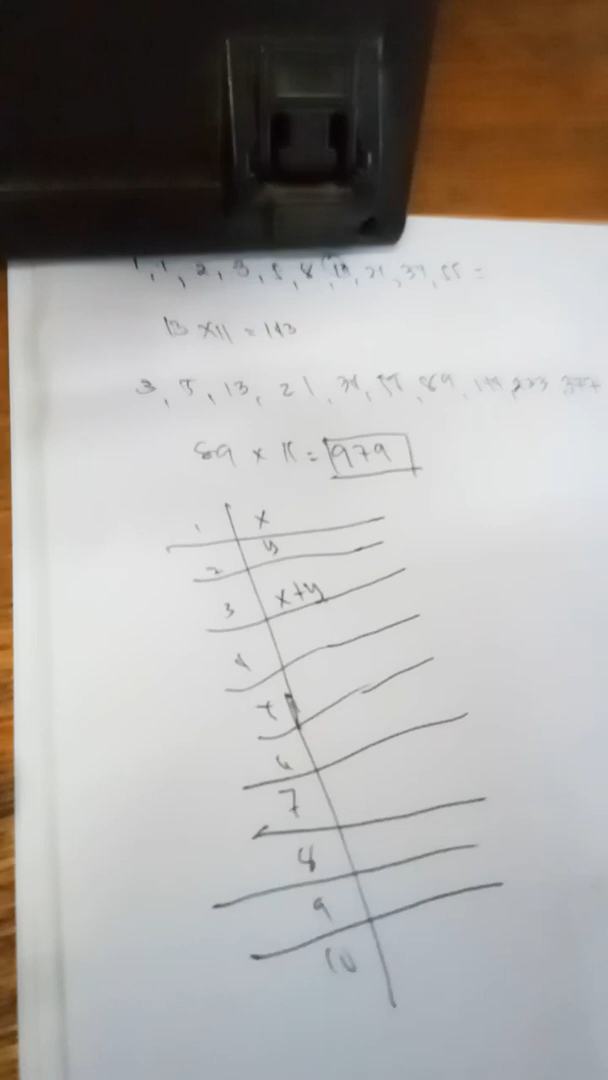 1, 1, 2, 3, 5, 8, 13, 21, 34, 55 =
13 x 11 = 143
3, 5, 13, 21, 34, 55, 89, 144, 233 377
89 x 11 = 979
1 x
2 y
3 x+y
4
5
6
7
8
9
10